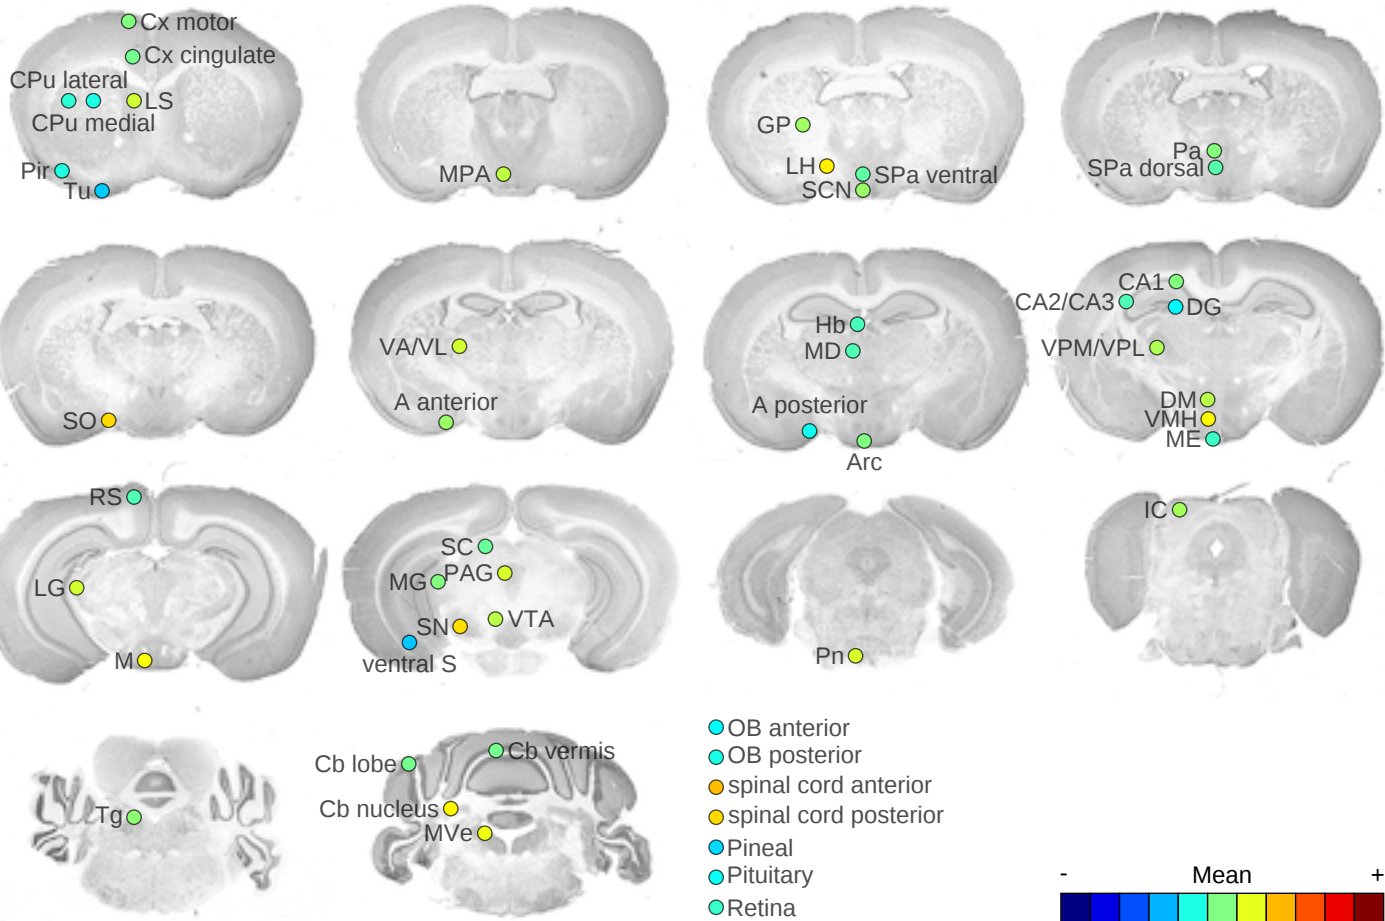 Cx motor
Cx cingulate
CPu lateral
LS
CPu medial
Pir
Tu
MPA
GP
LH
SPa ventral
SCN
Pa
SPa dorsal
SO
VA/VL
A anterior
Hb
MD
A posterior
Arc
CA1
CA2/CA3
DG
VPM/VPL
DM
VMH
ME
RS
LG
M
SC
MG
PAG
SN
VTA
ventral S
Pn
IC
Tg
Cb lobe
Cb vermis
Cb nucleus
MVe
OB anterior
OB posterior
spinal cord anterior
spinal cord posterior
Pineal
Pituitary
Retina
- Mean +